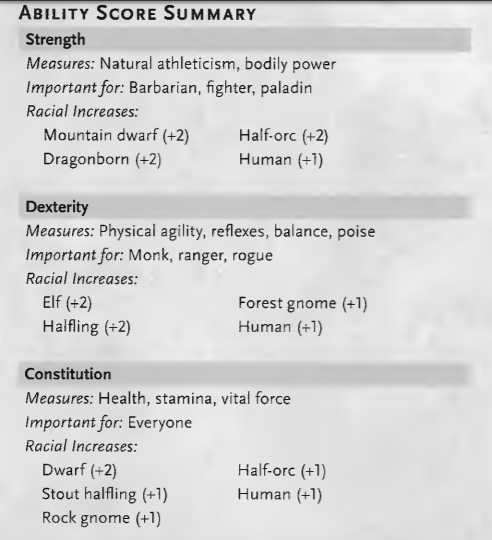 ABILITY SCORE SUMMARY
Strength
Measures: Natural athleticism, bodily power
Important for: Barbarian, fighter, paladin
Racial Increases:
Mountain dwarf (+2) Half-orc (+2)
Dragonborn (+2) Human (+1)
Dexterity
Measures: Physical agility, reflexes, balance, poise
Important for: Monk, ranger, rogue
Racial Increases:
Elf (+2) Forest gnome (+1)
Halfling (+2) Human (+1)
Constitution
Measures: Health, stamina, vital force
Important for: Everyone
Racial Increases:
Dwarf (+2) Half-orc (+1)
Stout halfling (+1) Human (+1)
Rock gnome (+1)